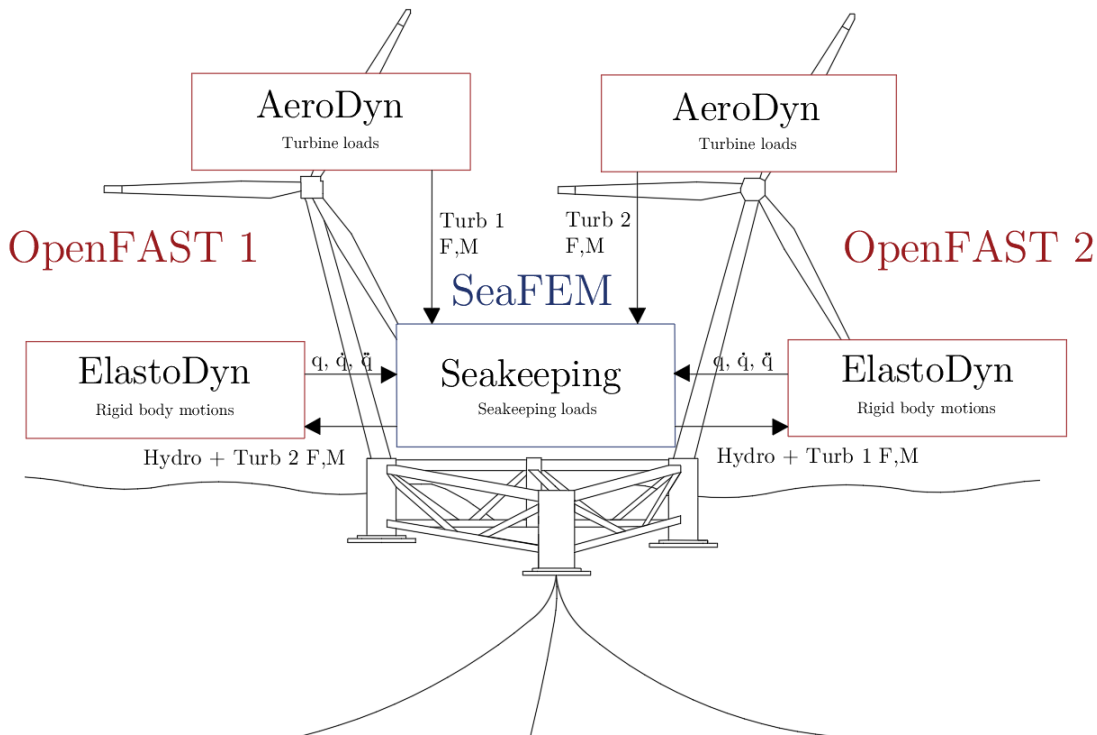 AeroDyn
Turbine loads
AeroDyn
Turbine loads
Turb 1
F,M
Turb 2
F,M
OpenFAST 1
OpenFAST 2
SeaFEM
ElastoDyn
Rigid body motions
q, q̇, q̈
Seakeeping
Seakeeping loads
q, q̇, q̈
ElastoDyn
Rigid body motions
Hydro + Turb 2 F,M
Hydro + Turb 1 F,M